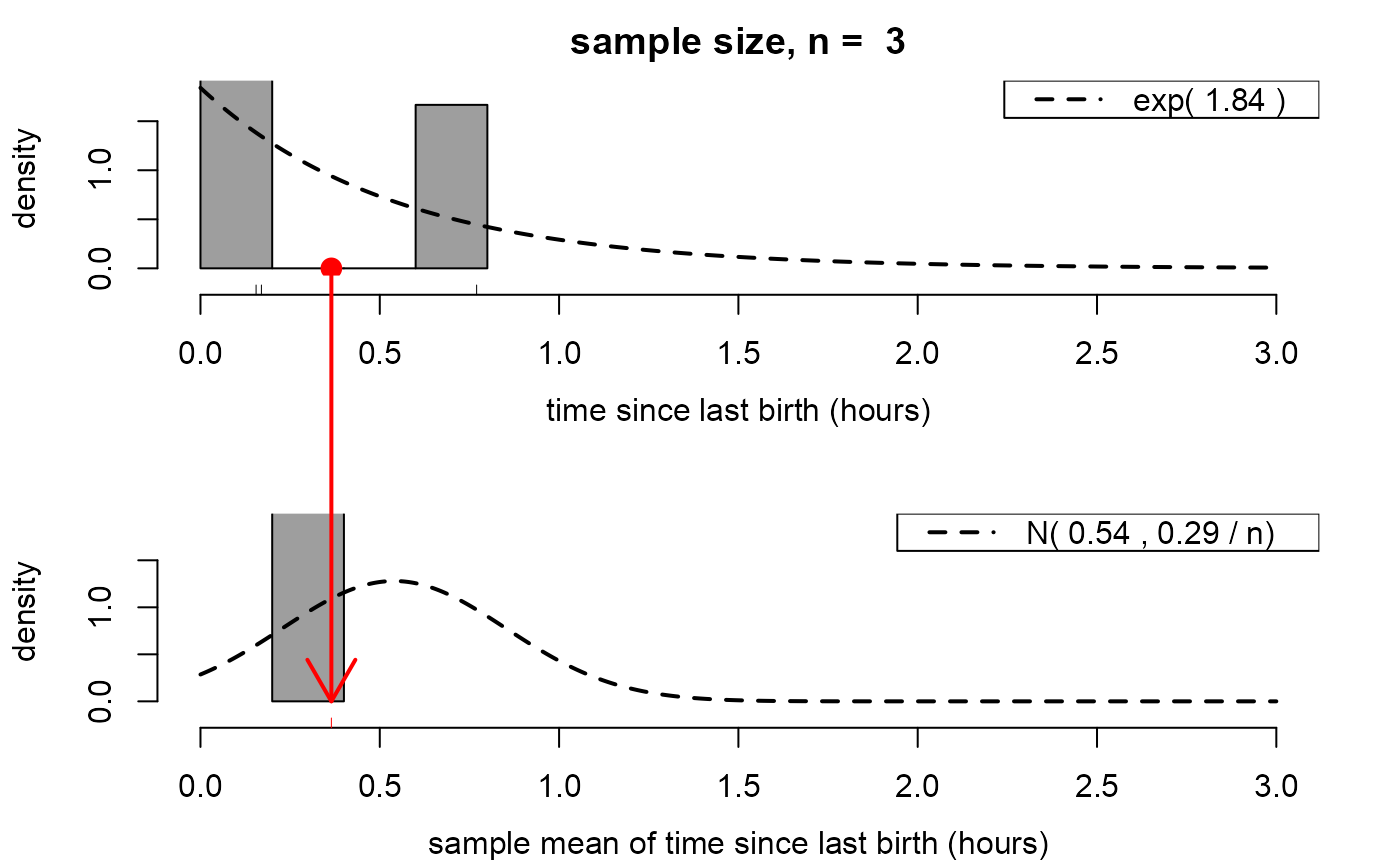 sample size, n =  3
exp( 1.84 )
density
0.0
1.0
0.0 0.5 1.0 1.5 2.0 2.5 3.0
time since last birth (hours)
N( 0.54 , 0.29 / n)
density
0.0
1.0
0.0 0.5 1.0 1.5 2.0 2.5 3.0
sample mean of time since last birth (hours)